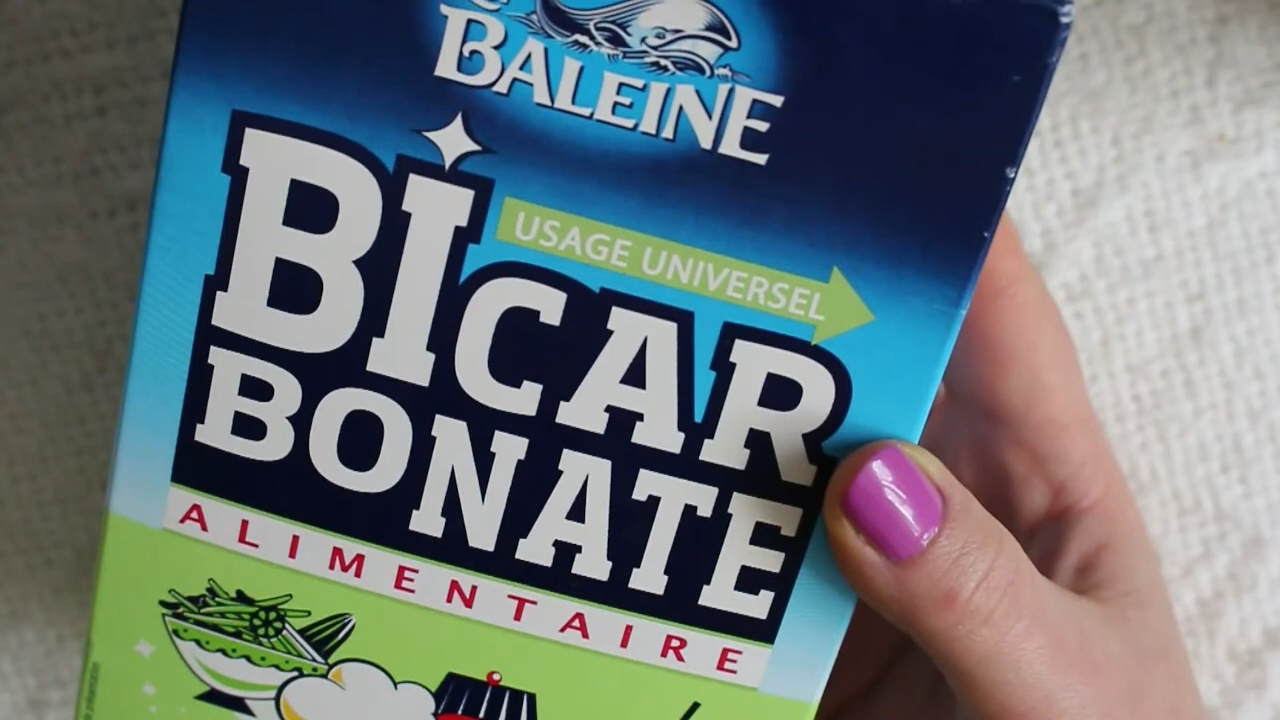 BALEINE
USAGE UNIVERSEL
BICAR
BONATE
ALIMENTAIRE